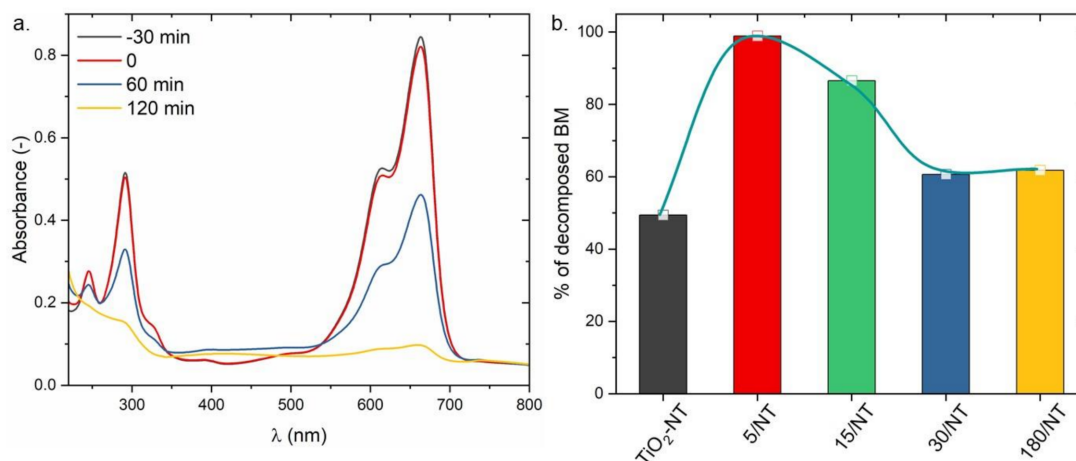 a.
-30 min
0
60 min
120 min
Absorbance (-)
0.8
0.6
0.4
0.2
0.0
300 400 500 600 700 800
λ (nm)
b.
% of decomposed BM
100
80
60
40
20
0
TiO₂-NT
5/NT
15/NT
30/NT
180/NT